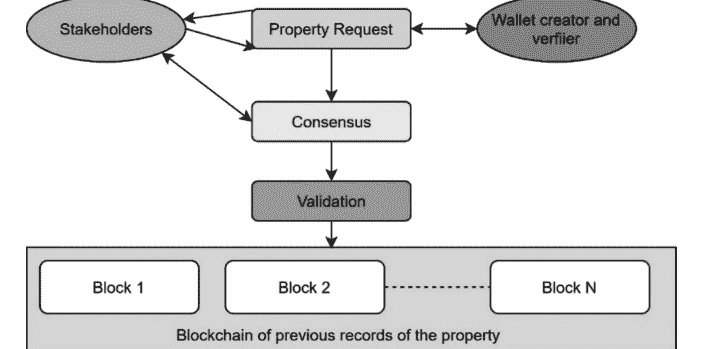 Stakeholders
Property Request
Wallet creator and
verfiier
Consensus
Validation
Block 1
Block 2
Block N
Blockchain of previous records of the property